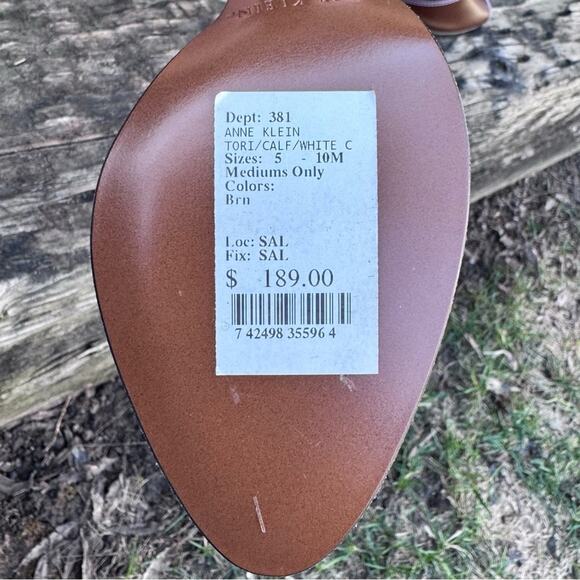 KLEIN
Dept: 381
ANNE KLEIN
TORI/CALF/WHITE C
Sizes: 5 - 10M
Mediums Only
Colors:
Brn
Loc: SAL
Fix: SAL
$ 189.00
7 42498 35596 4